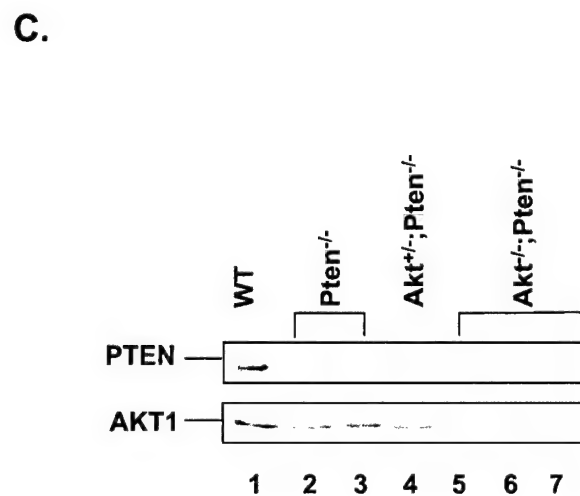 C.
WT
Pten-/-
Akt+/-;Pten-/-
Akt-/-;Pten-/-
PTEN
AKT1
1 2 3 4 5 6 7